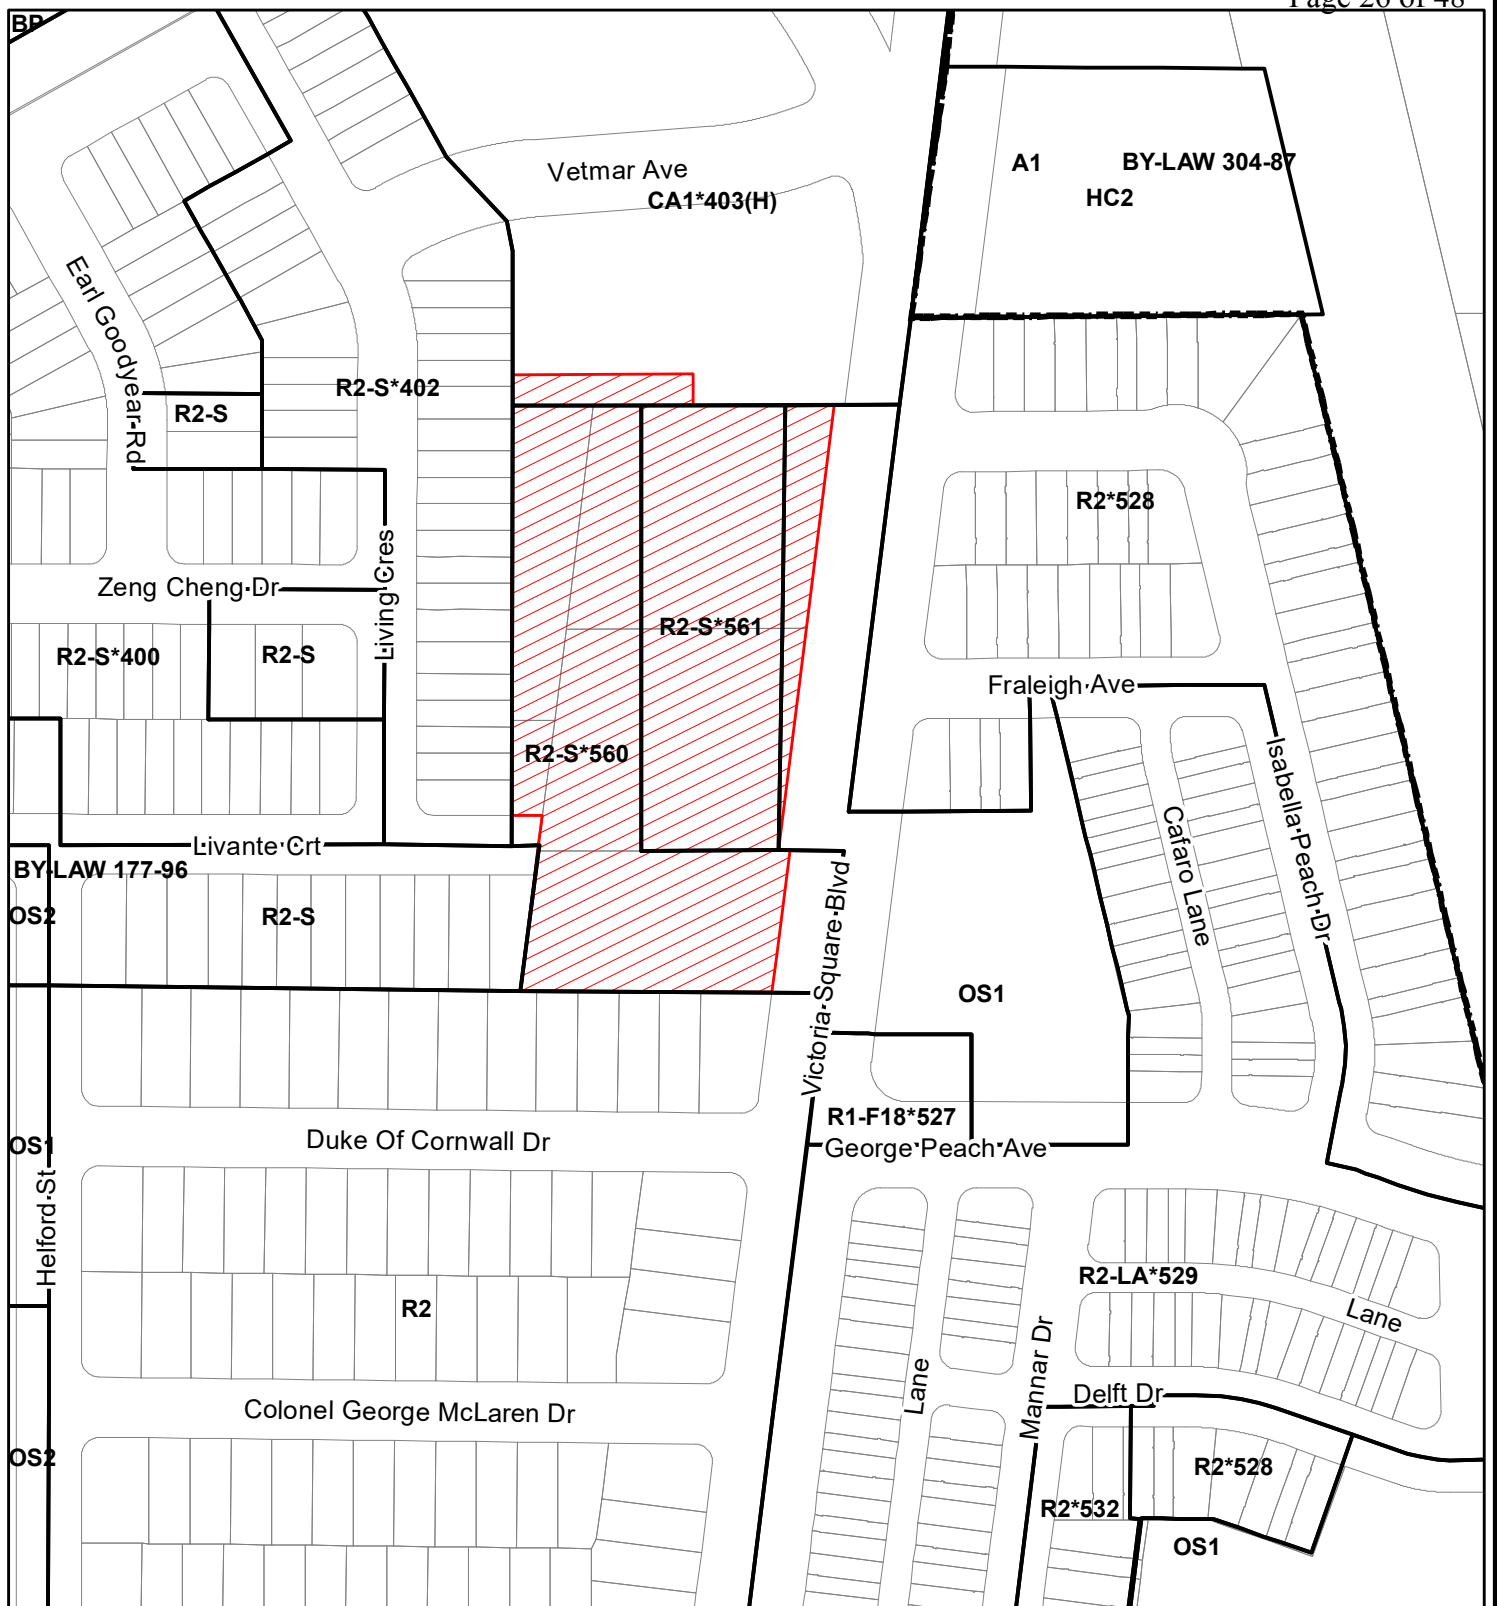 Page 26 of 48
BP
Vetmar Ave
CA1*403(H)
A1
BY-LAW 304-87
HC2
Earl Goodyear Rd
R2-S*402
R2-S
R2*528
Living Cres
Zeng Cheng Dr
R2-S*561
R2-S*400
R2-S
Fraleigh Ave
R2-S*560
Isabella Peach Dr
Cafaro Lane
Livante Crt
BY-LAW 177-96
OS2
R2-S
Victoria Square Blvd
OS1
R1-F18*527
OS1
Duke Of Cornwall Dr
George Peach Ave
Helford St
R2-LA*529
R2
Lane
Mannar Dr
Lane
Delft Dr
Colonel George McLaren Dr
OS2
R2*528
R2*532
OS1